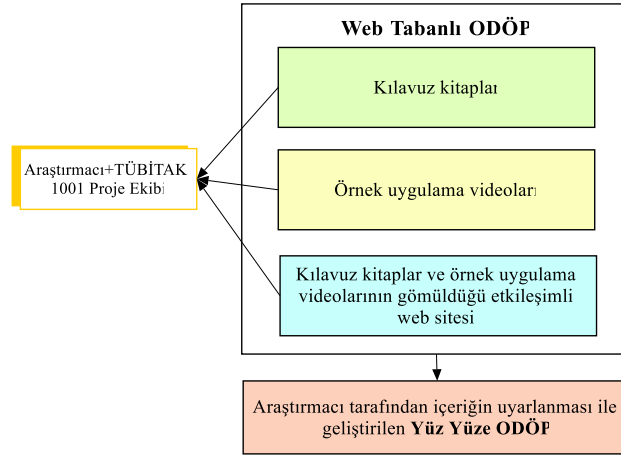 Web Tabanlı ODÖP
Kılavuz kitaplar
Araştırmacı+TÜBİTAK
1001 Proje Ekibi
Örnek uygulama videoları
Kılavuz kitaplar ve örnek uygulama
videolarının gömüldüğü etkileşimli
web sitesi
Araştırmacı tarafından içeriğin uyarlanması ile
geliştirilen Yüz Yüze ODÖP